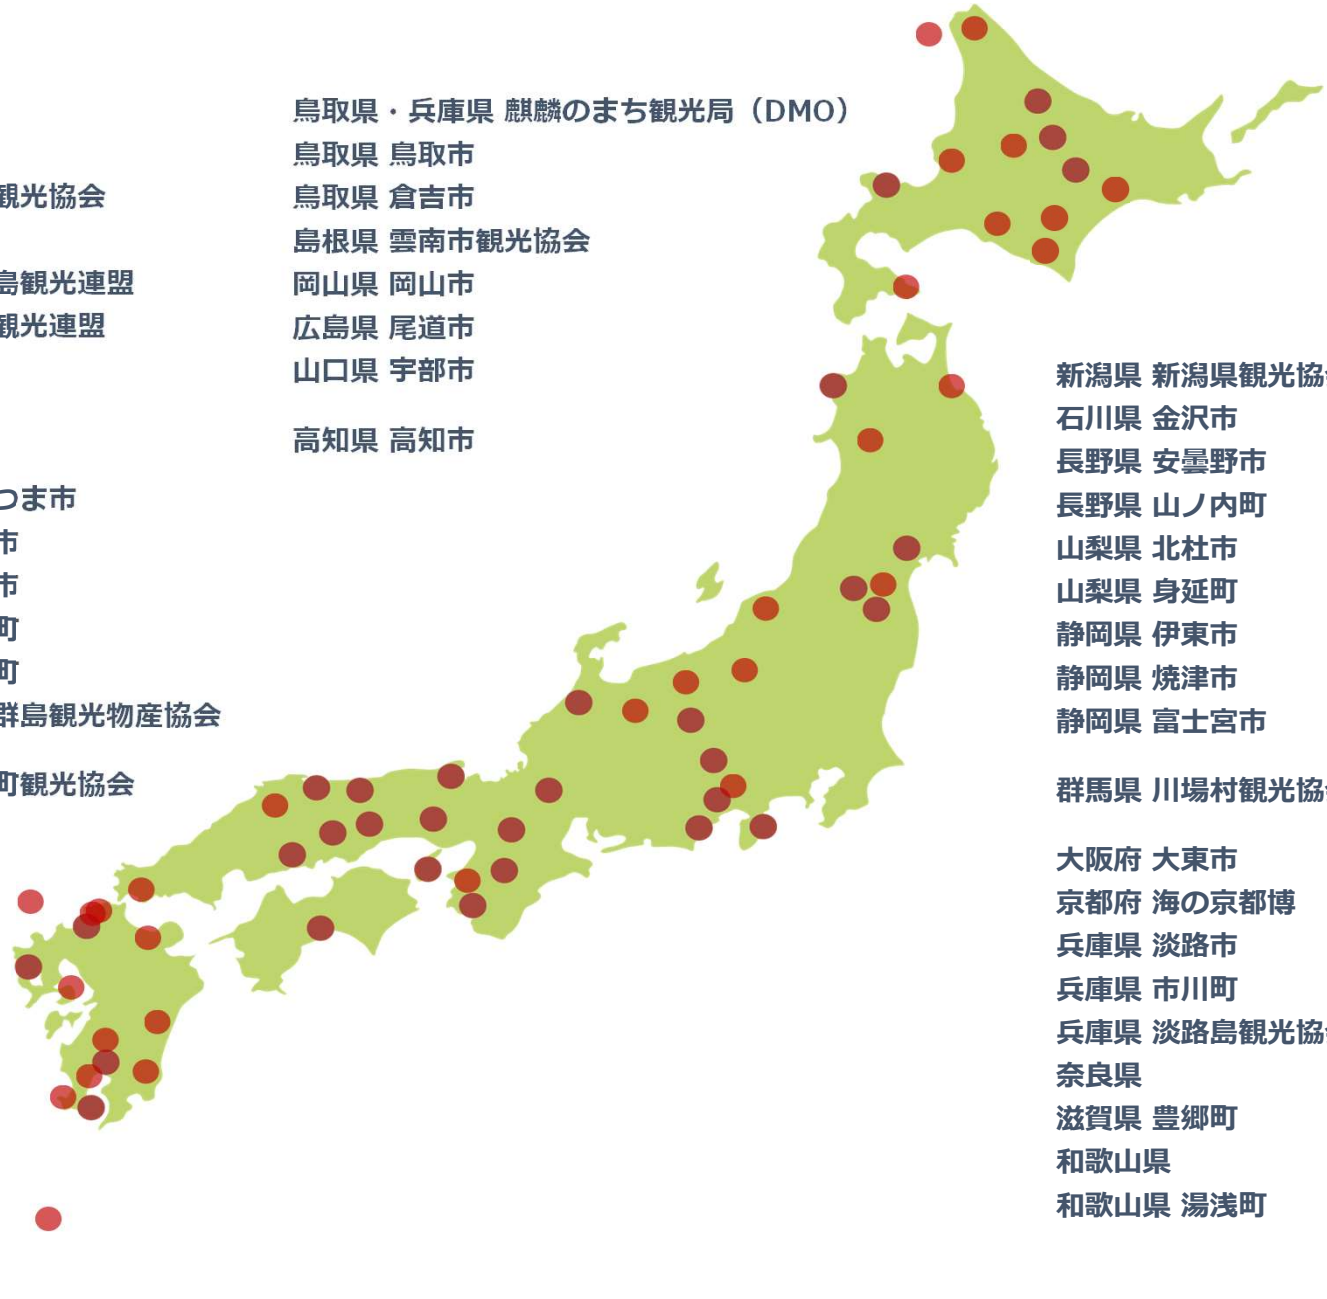 観光協会
島観光連盟
観光連盟
つま市
市
市
町
町
群島観光物産協会
町観光協会
鳥取県・兵庫県 麒麟のまち観光局（DMO）
鳥取県 鳥取市
鳥取県 倉吉市
島根県 雲南市観光協会
岡山県 岡山市
広島県 尾道市
山口県 宇部市
高知県 高知市
新潟県 新潟県観光協会
石川県 金沢市
長野県 安曇野市
長野県 山ノ内町
山梨県 北杜市
山梨県 身延町
静岡県 伊東市
静岡県 焼津市
静岡県 富士宮市
群馬県 川場村観光協会
大阪府 大東市
京都府 海の京都博
兵庫県 淡路市
兵庫県 市川町
兵庫県 淡路島観光協会
奈良県
滋賀県 豊郷町
和歌山県
和歌山県 湯浅町